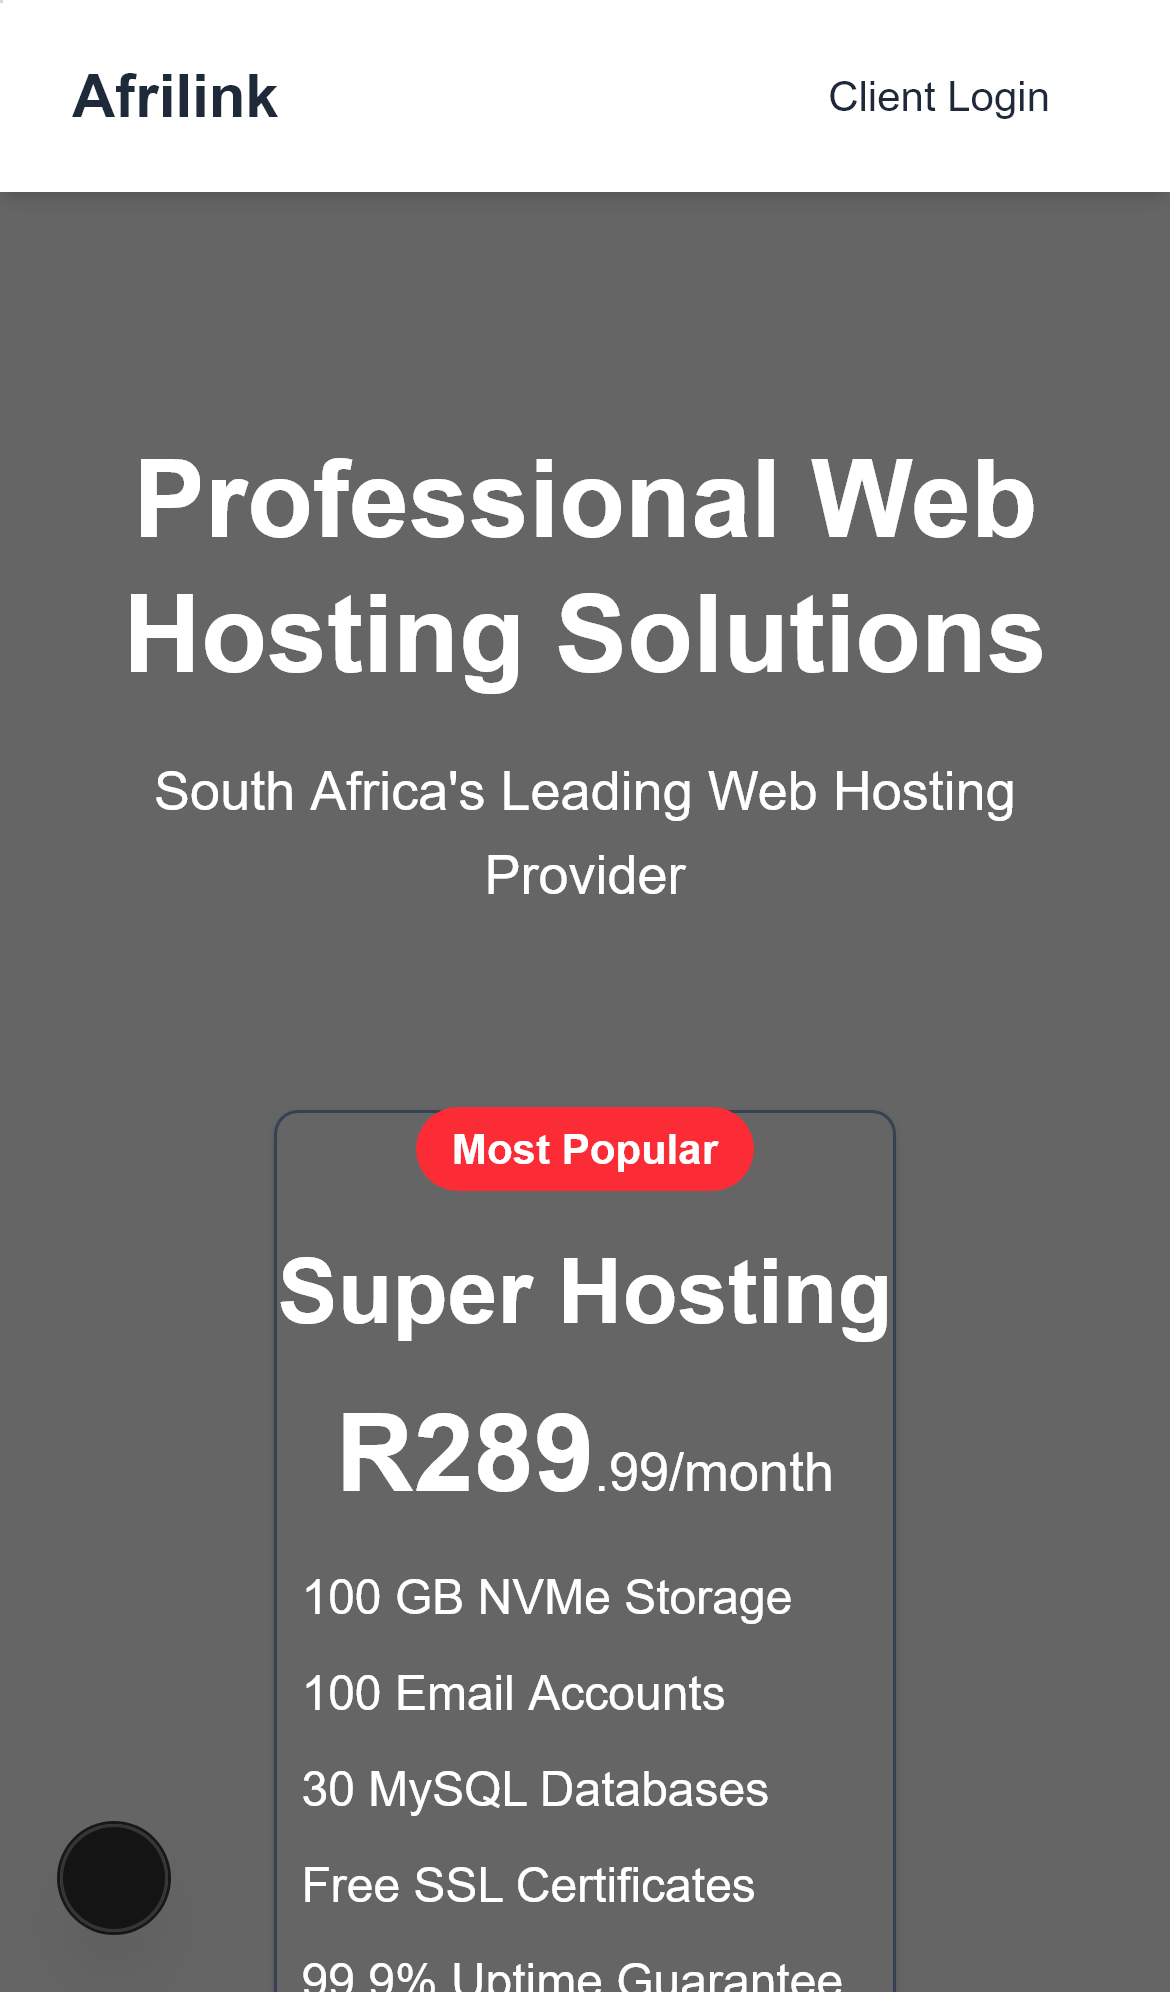 Afrilink
Client Login
Professional Web
Hosting Solutions
South Africa's Leading Web Hosting
Provider
Most Popular
Super Hosting
R289.99/month
100 GB NVMe Storage
100 Email Accounts
30 MySQL Databases
Free SSL Certificates
99.9% Uptime Guarantee